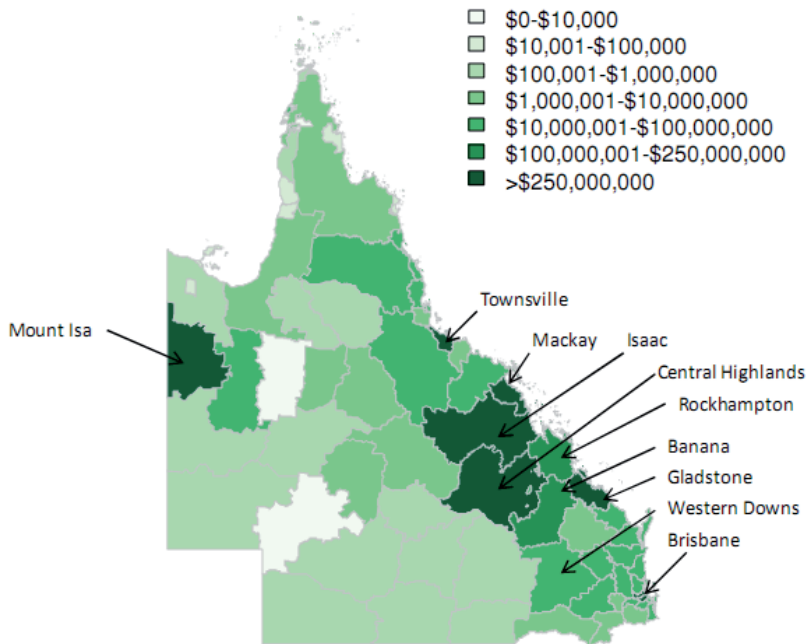 $0-$10,000
$10,001-$100,000
$100,001-$1,000,000
$1,000,001-$10,000,000
$10,000,001-$100,000,000
$100,000,001-$250,000,000
>$250,000,000
Townsville
Mount Isa
Mackay
Isaac
Central Highlands
Rockhampton
Banana
Gladstone
Western Downs
Brisbane